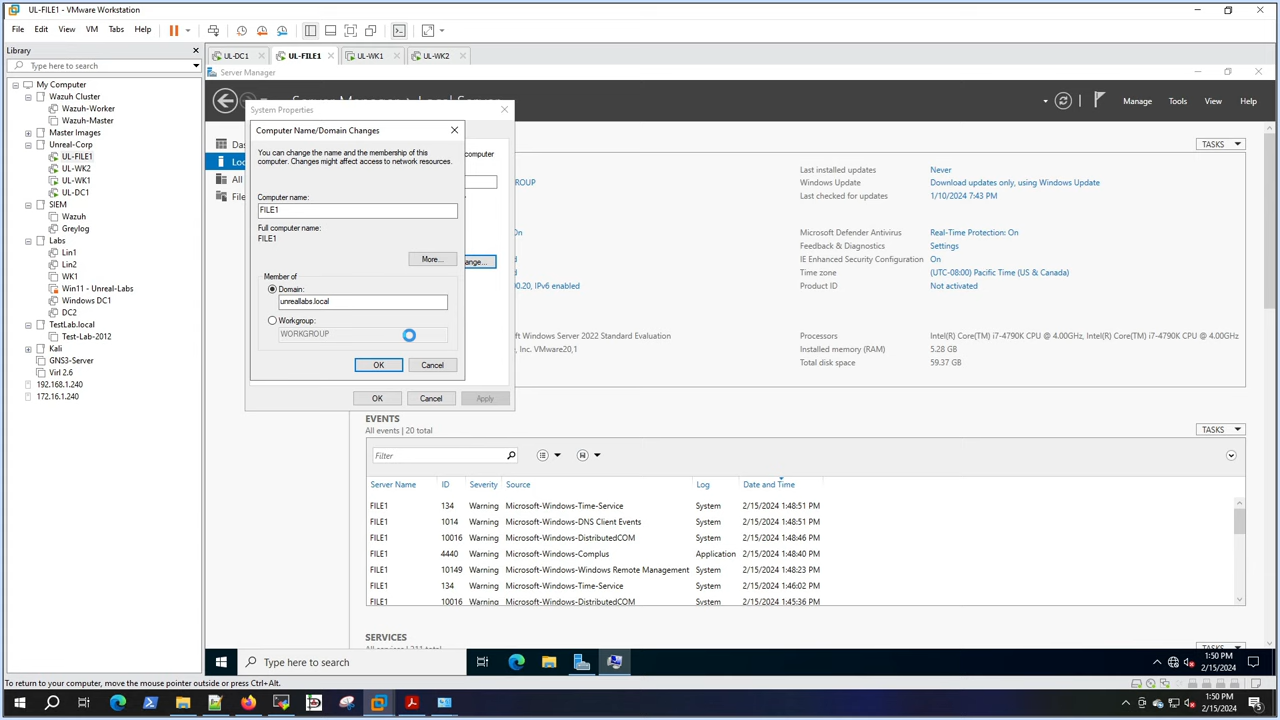 UL-FILE1 - VMware Workstation
File Edit View VM Tabs Help
Library
Type here to search
My Computer
Wazuh Cluster
Wazuh-Worker
Wazuh-Master
Master Images
Unreal-Corp
UL-FILE1
UL-WK2
UL-WK1
UL-DC1
SIEM
Wazuh
Greylog
Labs
Lin1
Lin2
WK1
Win11 - Unreal-Labs
Windows DC1
DC2
TestLab.local
Test-Lab-2012
Kali
GNS3-Server
Virl 2.6
192.168.1.240
172.16.1.240
UL-DC1 UL-FILE1 UL-WK1 UL-WK2
Server Manager
Manage Tools View Help
System Properties
Computer Name/Domain Changes
You can change the name and the membership of this
computer. Changes might affect access to network resources.
Computer name:
FILE1
Full computer name:
FILE1
More...
Member of
Domain:
unreallabs.local
Workgroup:
WORKGROUP
OK Cancel
OK Cancel Apply
TASKS
Last installed updates Never
Windows Update Download updates only, using Windows Update
Last checked for updates 1/10/2024 7:43 PM
Microsoft Defender Antivirus Real-Time Protection: On
Feedback & Diagnostics Settings
IE Enhanced Security Configuration On
Time zone (UTC-08:00) Pacific Time (US & Canada)
Product ID Not activated
Microsoft Windows Server 2022 Standard Evaluation
, Inc. VMware20,1
Processors Intel(R) Core(TM) i7-4790K CPU @ 4.00GHz, Intel(R) Core(TM) i7-4790K CPU @ 4.00GHz
Installed memory (RAM) 5.28 GB
Total disk space 59.37 GB
EVENTS
All events | 20 total
TASKS
Filter
Server Name ID Severity Source Log Date and Time
FILE1 134 Warning Microsoft-Windows-Time-Service System 2/15/2024 1:48:51 PM
FILE1 1014 Warning Microsoft-Windows-DNS Client Events System 2/15/2024 1:48:51 PM
FILE1 10016 Warning Microsoft-Windows-DistributedCOM System 2/15/2024 1:48:46 PM
FILE1 4440 Warning Microsoft-Windows-Complus Application 2/15/2024 1:48:40 PM
FILE1 10149 Warning Microsoft-Windows-Windows Remote Management System 2/15/2024 1:48:23 PM
FILE1 134 Warning Microsoft-Windows-Time-Service System 2/15/2024 1:46:02 PM
FILE1 10016 Warning Microsoft-Windows-DistributedCOM System 2/15/2024 1:45:36 PM
SERVICES
Type here to search
1:50 PM
2/15/2024
To return to your computer, move the mouse pointer outside or press Ctrl+Alt.
1:50 PM
2/15/2024